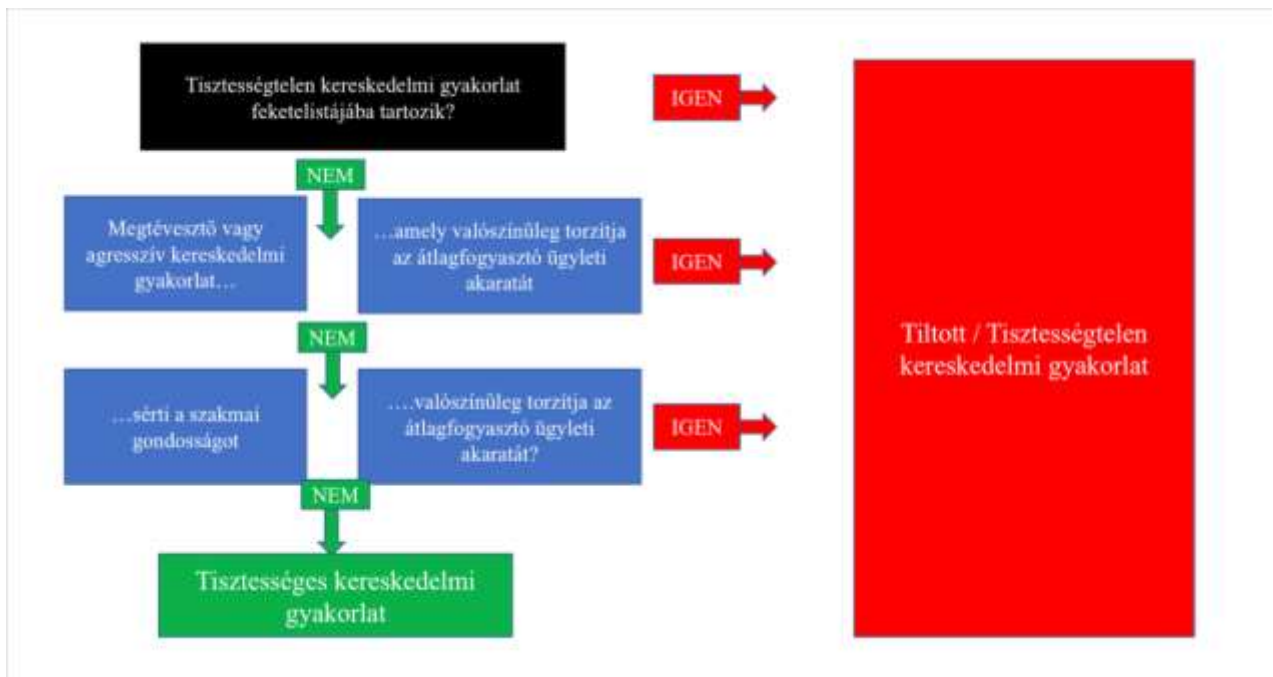 Tisztességtelen kereskedelmi gyakorlat
feketelistájába tartozik?
IGEN
NEM
Megtévesztő vagy
agresszív kereskedelmi
gyakorlat…
…amely valószínűleg torzítja
az átlagfogyasztó ügyleti
akaratát
IGEN
NEM
…sérti a szakmai
gondosságot
….valószínűleg torzítja az
átlagfogyasztó ügyleti
akaratát?
IGEN
NEM
Tisztességes kereskedelmi
gyakorlat
Tiltott / Tisztességtelen
kereskedelmi gyakorlat